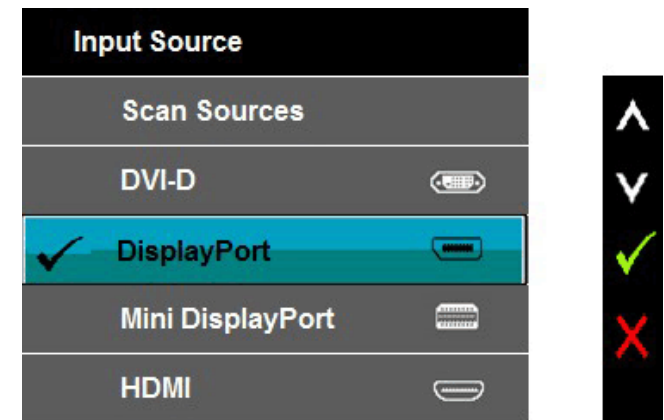 Input Source
Scan Sources
DVI-D
DisplayPort
Mini DisplayPort
HDMI